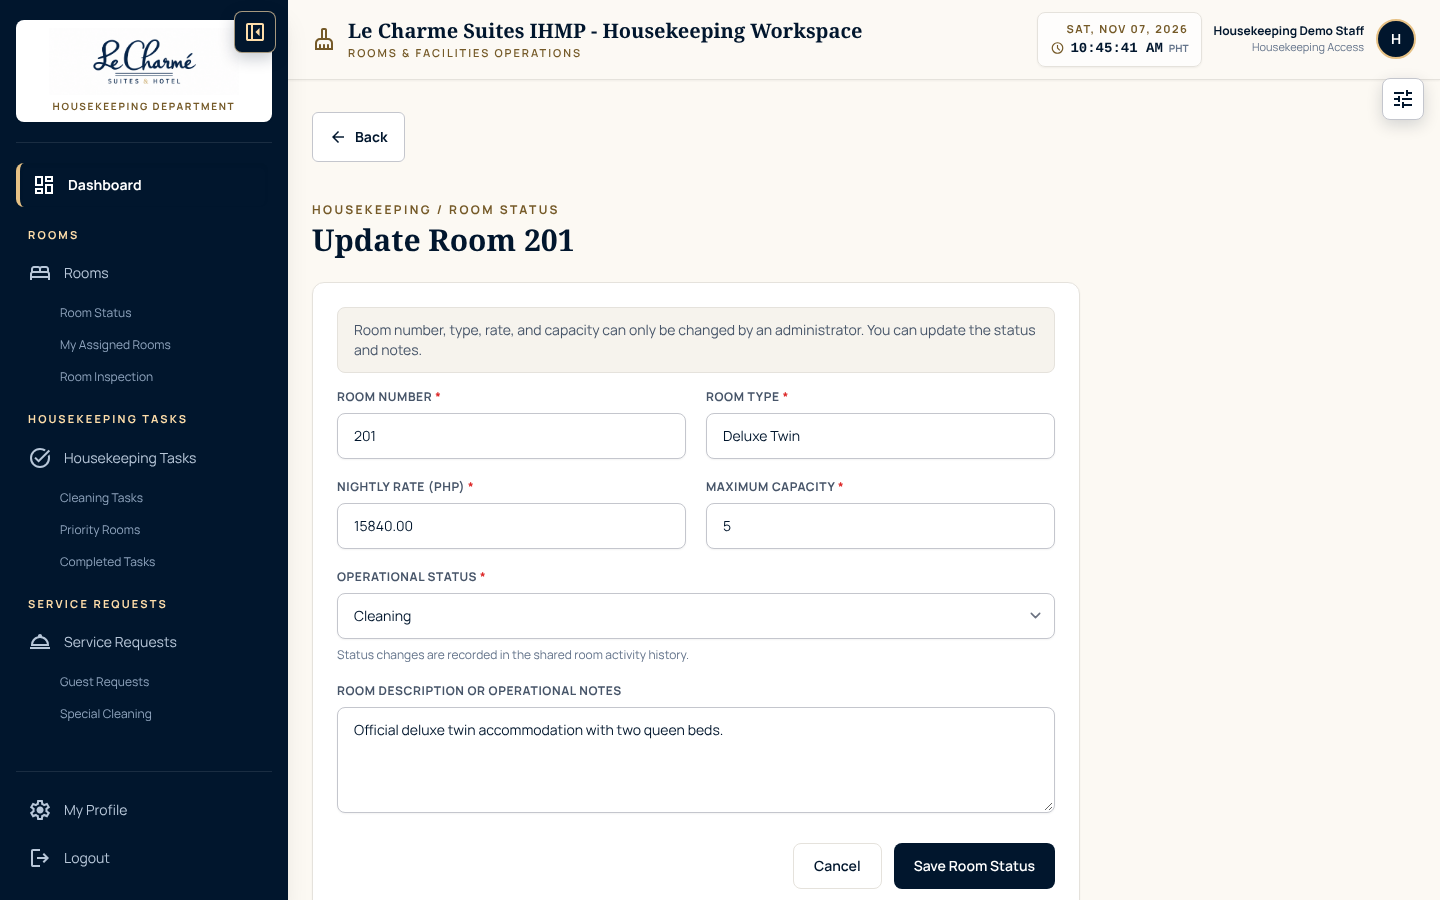 Le Charmé
SUITES & HOTEL
HOUSEKEEPING DEPARTMENT
Dashboard
ROOMS
Rooms
Room Status
My Assigned Rooms
Room Inspection
HOUSEKEEPING TASKS
Housekeeping Tasks
Cleaning Tasks
Priority Rooms
Completed Tasks
SERVICE REQUESTS
Service Requests
Guest Requests
Special Cleaning
My Profile
Logout
Le Charme Suites IHMP - Housekeeping Workspace
ROOMS & FACILITIES OPERATIONS
SAT, NOV 07, 2026
10:45:41 AM PHT
Housekeeping Demo Staff
Housekeeping Access
H
Back
HOUSEKEEPING / ROOM STATUS
Update Room 201
Room number, type, rate, and capacity can only be changed by an administrator. You can update the status
and notes.
ROOM NUMBER *
ROOM TYPE *
201
Deluxe Twin
NIGHTLY RATE (PHP) *
MAXIMUM CAPACITY *
15840.00
5
OPERATIONAL STATUS *
Cleaning
Status changes are recorded in the shared room activity history.
ROOM DESCRIPTION OR OPERATIONAL NOTES
Official deluxe twin accommodation with two queen beds.
Cancel
Save Room Status